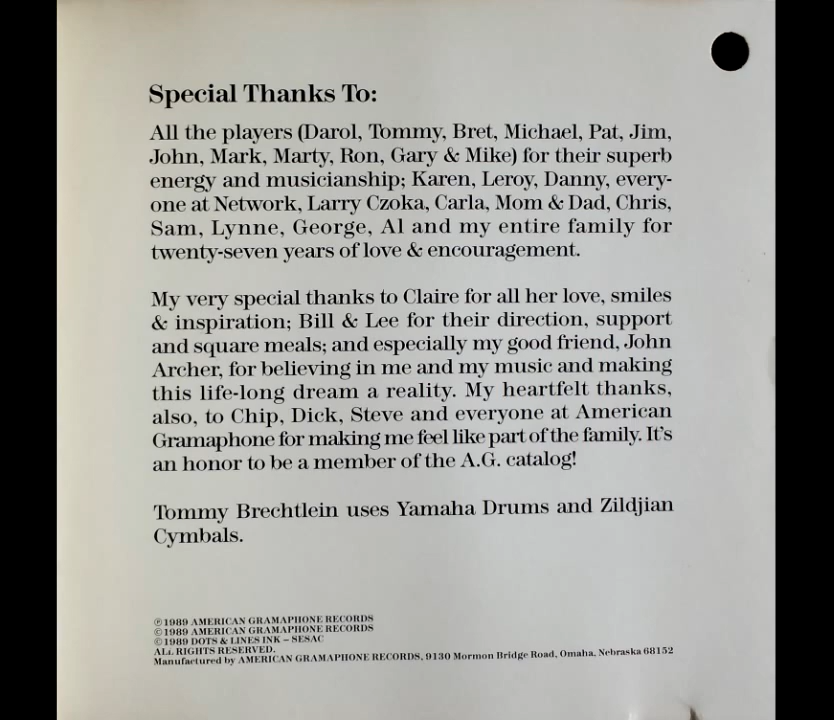 Special Thanks To:
All the players (Darol, Tommy, Bret, Michael, Pat, Jim,
John, Mark, Marty, Ron, Gary & Mike) for their superb
energy and musicianship; Karen, Leroy, Danny, every-
one at Network, Larry Czoka, Carla, Mom & Dad, Chris,
Sam, Lynne, George, Al and my entire family for
twenty-seven years of love & encouragement.
My very special thanks to Claire for all her love, smiles
& inspiration; Bill & Lee for their direction, support
and square meals; and especially my good friend, John
Archer, for believing in me and my music and making
this life-long dream a reality. My heartfelt thanks,
also, to Chip, Dick, Steve and everyone at American
Gramaphone for making me feel like part of the family. It's
an honor to be a member of the A.G. catalog!
Tommy Brechtlein uses Yamaha Drums and Zildjian
Cymbals.
℗ 1989 AMERICAN GRAMAPHONE RECORDS
© 1989 AMERICAN GRAMAPHONE RECORDS
© 1989 DOTS & LINES INK – SESAC
ALL RIGHTS RESERVED.
Manufactured by AMERICAN GRAMAPHONE RECORDS, 9130 Mormon Bridge Road, Omaha, Nebraska 68152